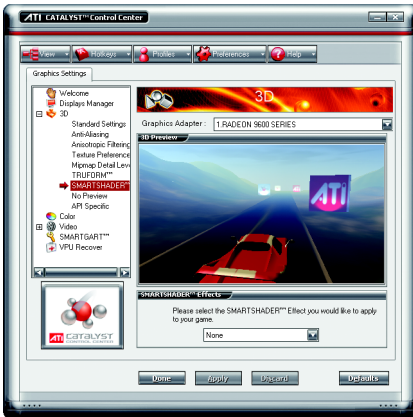 ATI CATALYST™ Control Center
View Hotkeys Profiles Preferences Help
Graphics Settings
Welcome
Displays Manager
3D
Standard Settings
Anti-Aliasing
Anisotropic Filtering
Texture Preference
Mipmap Detail Leve
TRUFORM™
SMARTSHADER™
No Preview
API Specific
Color
Video
SMARTGART™
VPU Recover
3D
Graphics Adapter : 1.RADEON 9600 SERIES
3D Preview
ATI
SMARTSHADER™ Effects
Please select the SMARTSHADER™ Effect you would like to apply
to your game.
None
ATI CATALYST
CONTROL CENTER
Done Apply Discard Defaults